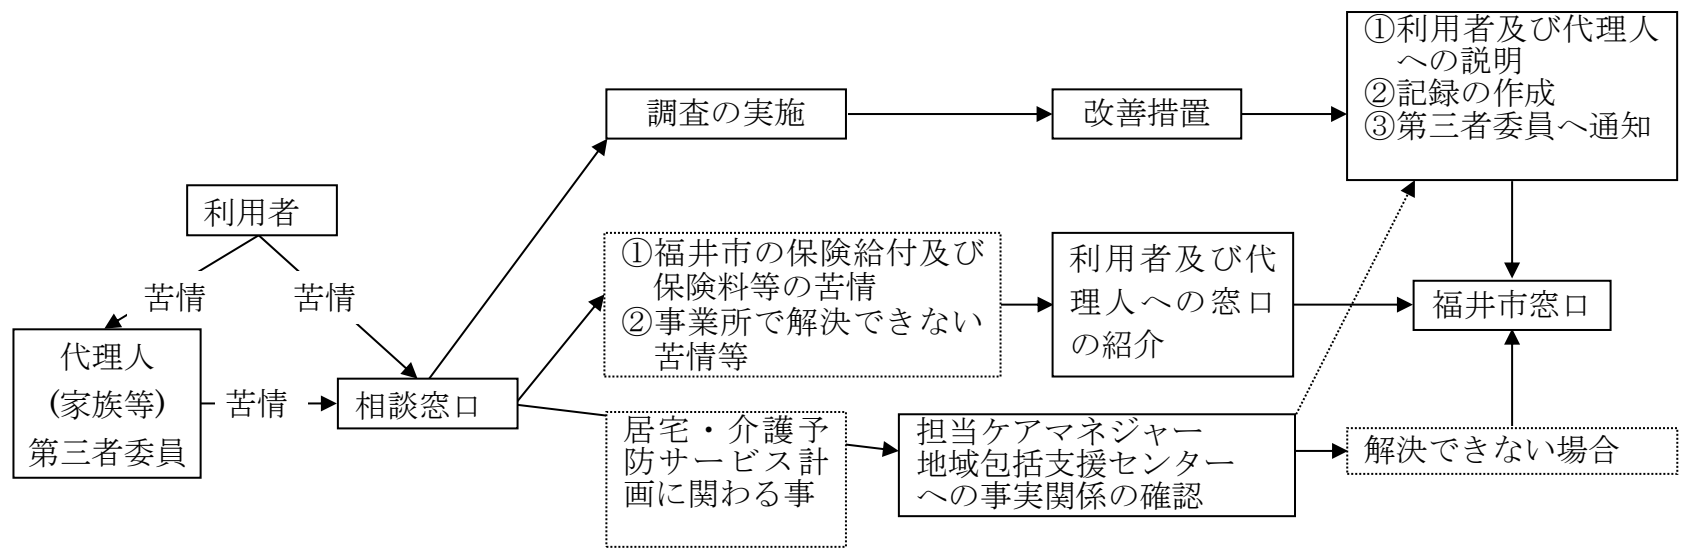 ①利用者及び代理人
への説明
②記録の作成
③第三者委員へ通知
調査の実施
改善措置
利用者
①福井市の保険給付及び
保険料等の苦情
②事業所で解決できない
苦情等
利用者及び代
理人への窓口
の紹介
福井市窓口
苦情
苦情
代理人
(家族等)
第三者委員
苦情
相談窓口
居宅・介護予
防サービス計
画に関わる事
担当ケアマネジャー
地域包括支援センター
への事実関係の確認
解決できない場合